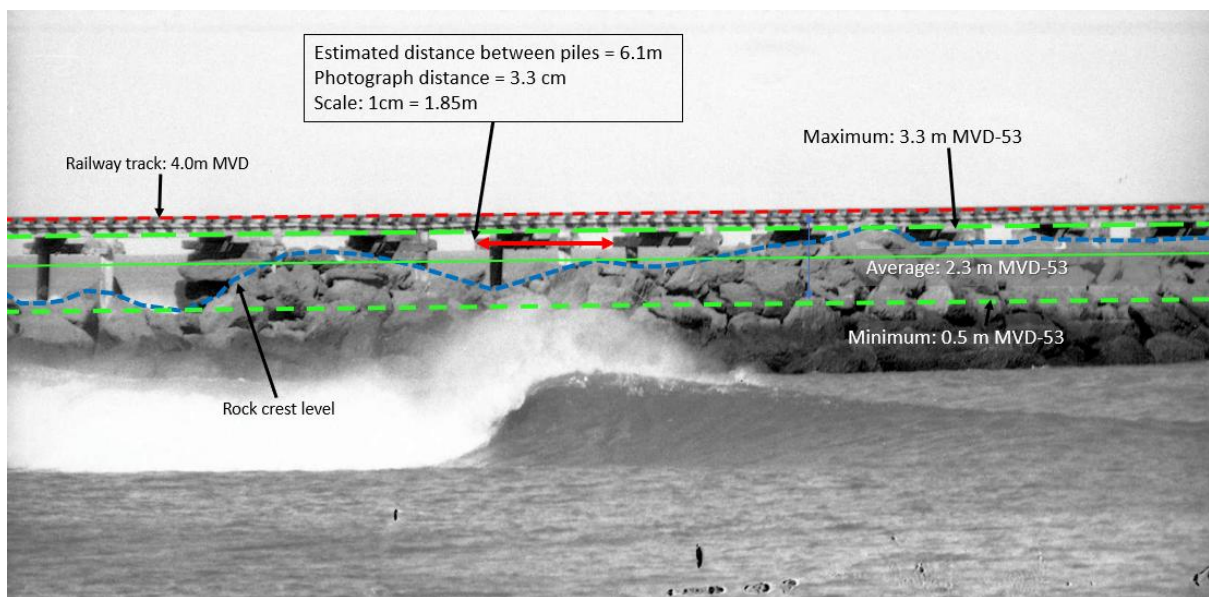 Estimated distance between piles = 6.1m
Photograph distance = 3.3 cm
Scale: 1cm = 1.85m
Maximum: 3.3 m MVD-53
Railway track: 4.0m MVD
Average: 2.3 m MVD-53
Minimum: 0.5 m MVD-53
Rock crest level